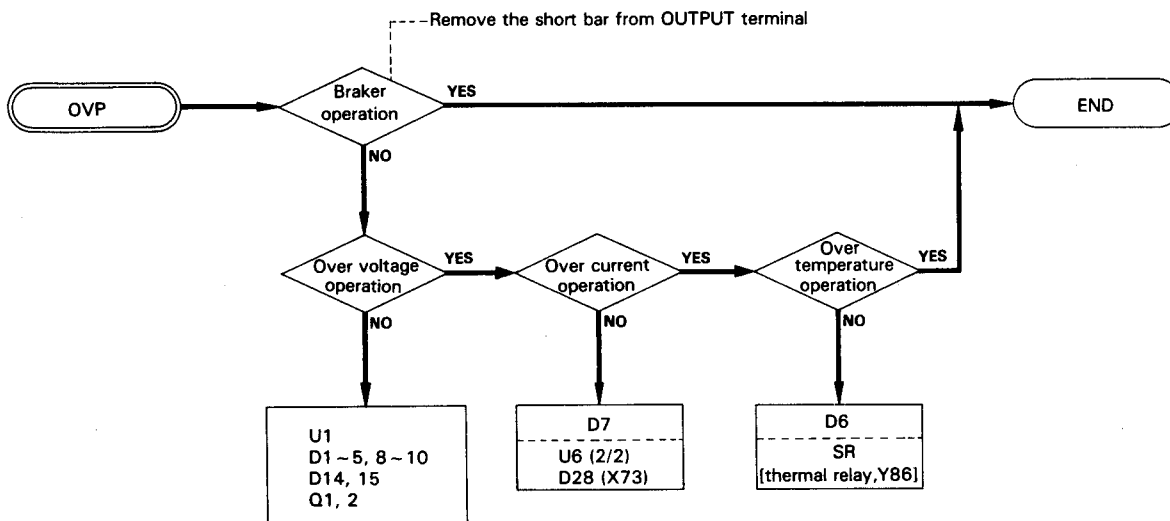 Remove the short bar from OUTPUT terminal
OVP
Braker
operation
YES
END
NO
Over voltage
operation
YES
Over current
operation
YES
Over
temperature
operation
YES
NO
NO
NO
U1
D1~5, 8~10
D14, 15
Q1, 2
D7
U6 (2/2)
D28 (X73)
D6
SR
[thermal relay,Y86]